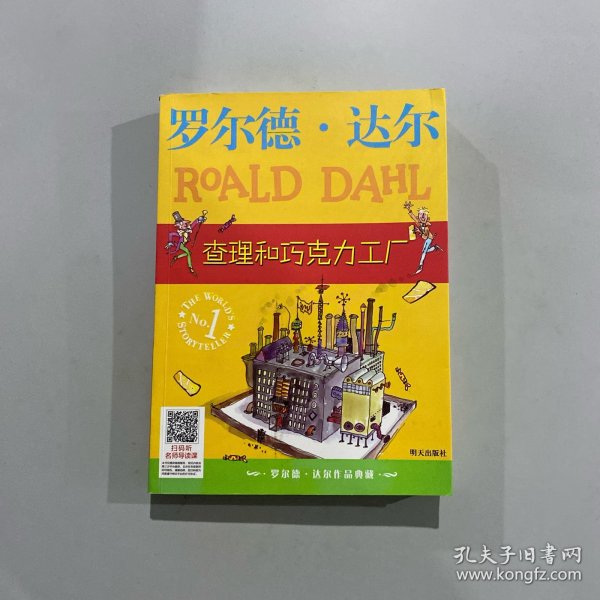 罗尔德·达尔
ROALD DAHL
查理和巧克力工厂
THE WORLD'S
No.1
STORYTELLER
扫码听
名师导读课
明天出版社
·罗尔德·达尔作品典藏·
孔夫子旧书网
www.kongfz.com